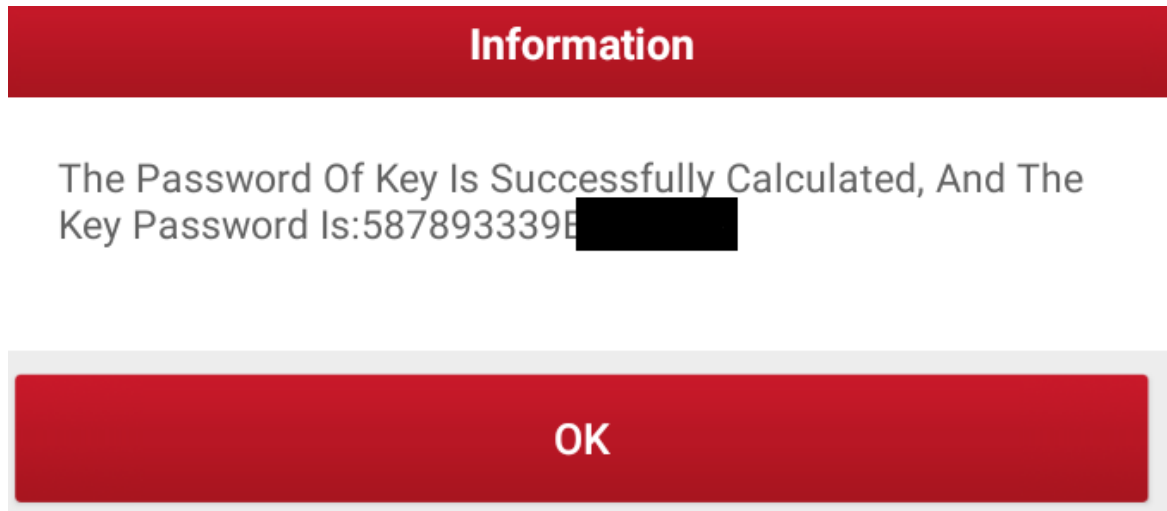 Information
The Password Of Key Is Successfully Calculated, And The
Key Password Is:587893339
OK